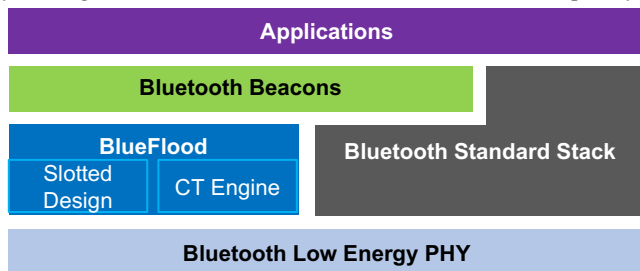 Applications
Bluetooth Beacons
BlueFlood
Bluetooth Standard Stack
Slotted
Design
CT Engine
Bluetooth Low Energy PHY